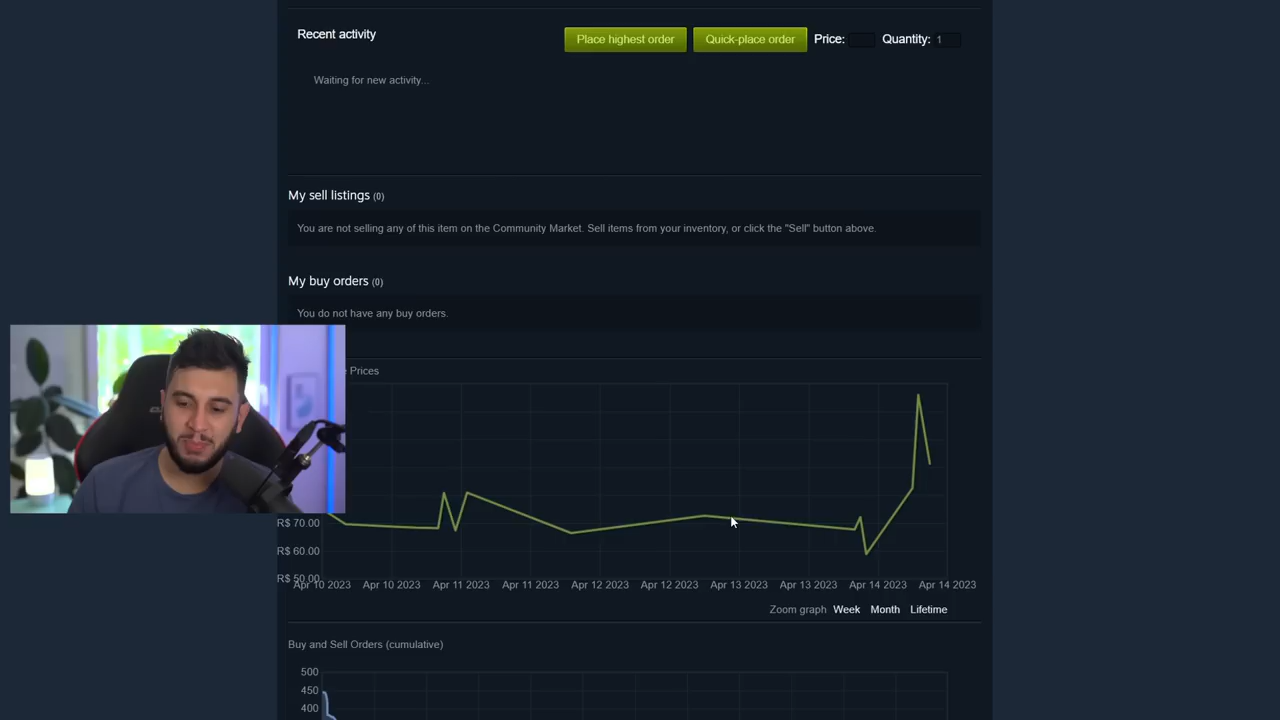 Recent activity
Place highest order
Quick-place order
Price:
Quantity: 1
Waiting for new activity...
My sell listings (0)
You are not selling any of this item on the Community Market. Sell items from your inventory, or click the "Sell" button above.
My buy orders (0)
You do not have any buy orders.
Prices
R$ 70.00
R$ 60.00
R$ 50.00
Apr 10 2023 Apr 10 2023 Apr 11 2023 Apr 11 2023 Apr 12 2023 Apr 12 2023 Apr 13 2023 Apr 13 2023 Apr 14 2023 Apr 14 2023
Zoom graph Week Month Lifetime
Buy and Sell Orders (cumulative)
500
450
400